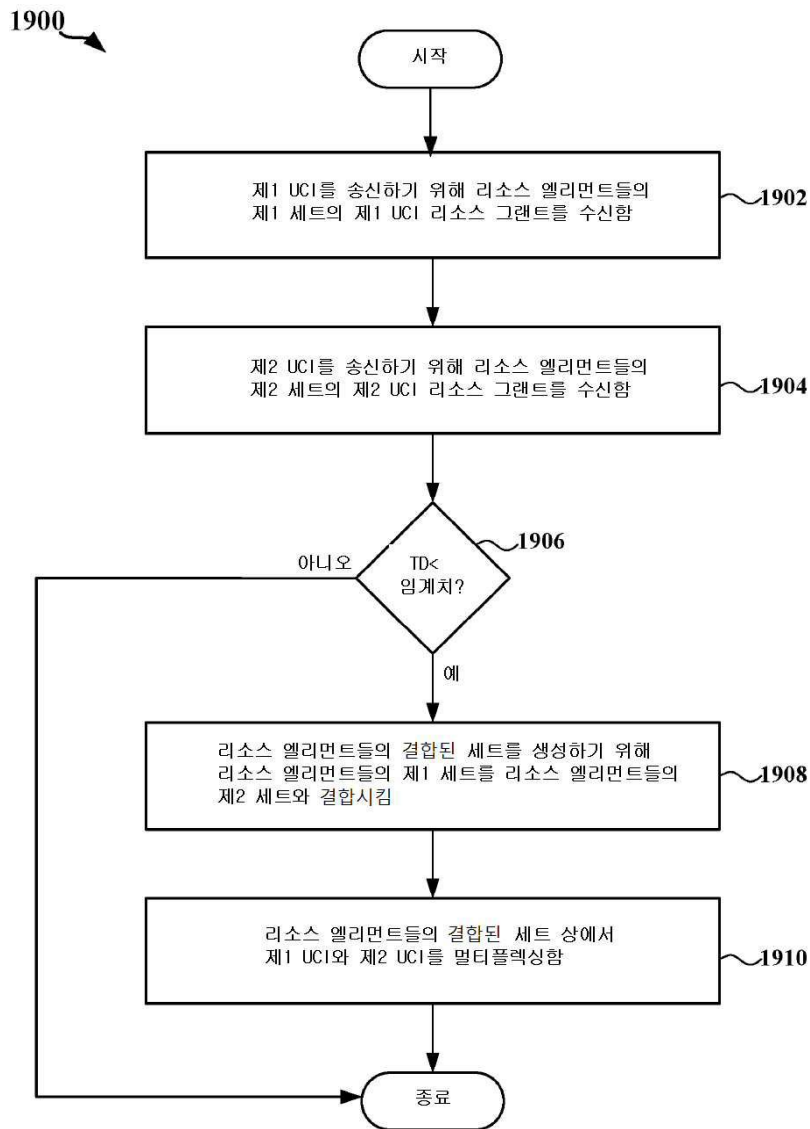 1900
시작
제1 UCI를 송신하기 위해 리소스 엘리먼트들의
제1 세트의 제1 UCI 리소스 그랜트를 수신함
1902
제2 UCI를 송신하기 위해 리소스 엘리먼트들의
제2 세트의 제2 UCI 리소스 그랜트를 수신함
1904
1906
아니오
TD<
임계치?
예
리소스 엘리먼트들의 결합된 세트를 생성하기 위해
리소스 엘리먼트들의 제1 세트를 리소스 엘리먼트들의
제2 세트와 결합시킴
1908
리소스 엘리먼트들의 결합된 세트 상에서
제1 UCI와 제2 UCI를 멀티플렉싱함
1910
종료